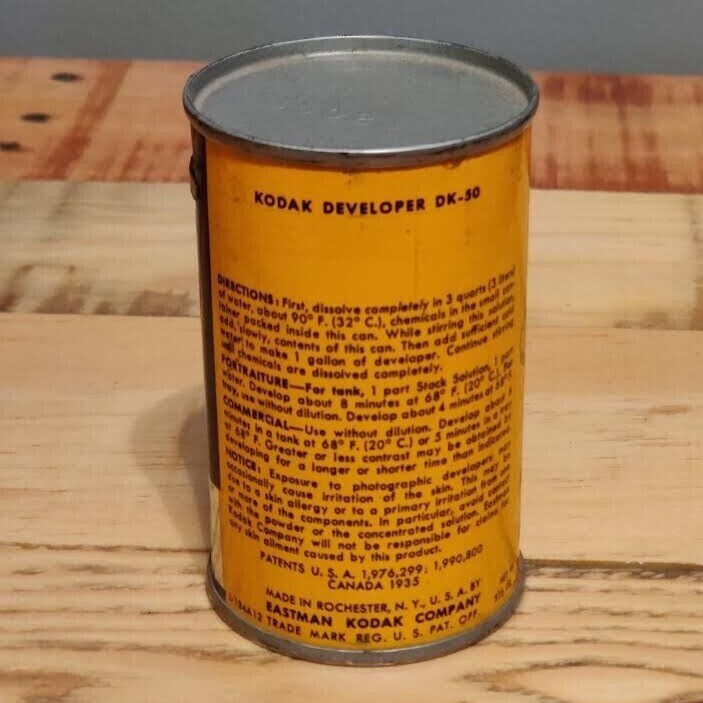 KODAK DEVELOPER DK-50
DIRECTIONS: First, dissolve completely in 3 quarts (3 liters)
of water, about 90° F. (32° C.), chemicals in the small con-
tainer packed inside this can. While stirring this solution,
add, slowly, contents of this can. Then add sufficient cold
water to make 1 gallon of developer. Continue stirring
chemicals are dissolved completely.
PORTRAITURE—For tank, 1 part Stock Solution, 1 part
water. Develop about 8 minutes at 68° F. (20° C.). For
tray, use without dilution. Develop about 4 minutes at 68° F.
COMMERCIAL—Use without dilution. Develop about
minutes in a tank at 68° F. (20° C.) or 5 minutes in a tray
at 68° F. Greater or less contrast may be obtained by
developing for a longer or shorter time than indicated.
NOTICE: Exposure to photographic developers may
occasionally cause irritation of the skin. This may be
due to a skin allergy or to a primary irritation from one
or more of the components. In particular, avoid contact
with the powder or the concentrated solution. Eastman
Kodak Company will not be responsible for claims for
any skin ailment caused by this product.
PATENTS U. S. A. 1,976,299; 1,990,800
CANADA 1935
MADE IN ROCHESTER, N. Y., U. S. A. BY
EASTMAN KODAK COMPANY
TRADE MARK REG. U. S. PAT. OFF.